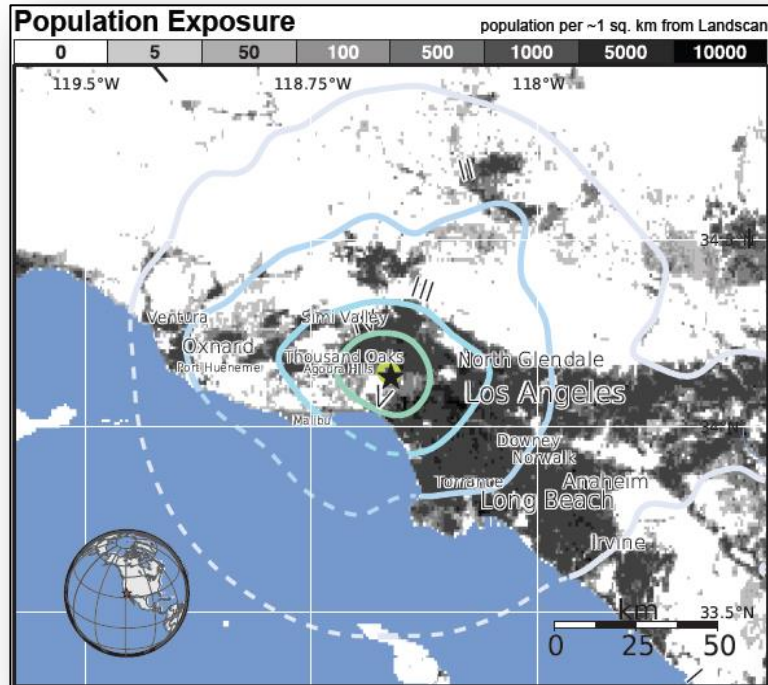 Population Exposure
population per ~1 sq. km from Landscan
0 5 50 100 500 1000 5000 10000
119.5°W 118.75°W 118°W
III
34.5°N
III
Ventura Simi Valley
IV
Oxnard
Thousand Oaks North Glendale
Port Hueneme Agoura Hills
Los Angeles
V
Malibu
34°N
Downey
Norwalk
Torrance Anaheim
Long Beach
Irvine
km 33.5°N
0 25 50